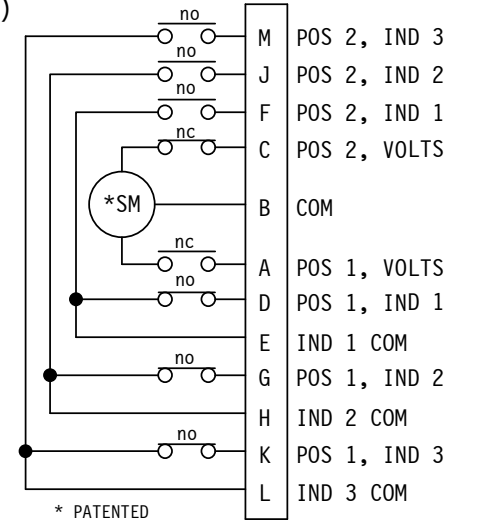 )
no
M POS 2, IND 3
no
J POS 2, IND 2
no
F POS 2, IND 1
nc
C POS 2, VOLTS
*SM
B COM
nc
A POS 1, VOLTS
no
D POS 1, IND 1
E IND 1 COM
no
G POS 1, IND 2
H IND 2 COM
no
K POS 1, IND 3
L IND 3 COM
* PATENTED